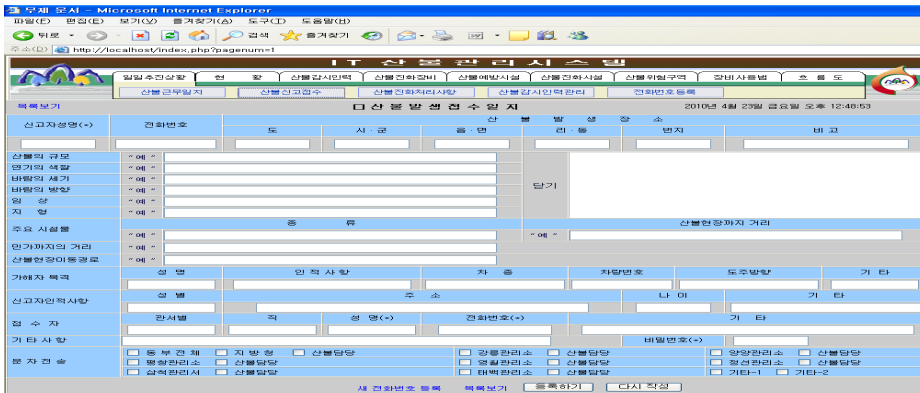 무제 문서 - Microsoft Internet Explorer
파일(F) 편집(E) 보기(V) 즐겨찾기(A) 도구(T) 도움말(H)
뒤로 검색 즐겨찾기
주소(D) http://localhost/index.php?pagenum=1
IT 산불관리시스템
일일추진상황 현 황 산불감시인력 산불진화장비 산불예방시설 산불진화시설 산불위험구역 장비사용법 흐 름 도
산불근무일지 산불신고접수 산불진화처리사항 산불감시인력관리 전화번호등록
목록보기 □ 산 불 발 생 접 수 일 지 2010년 4월 23일 금요일 오후 12:48:53
신고자성명(*) 전화번호 산 불 발 생 장 소
도 시 · 군 읍 · 면 리 · 동 번지 비 고
산불의 규모 " 예 "
연기의 색깔 " 예 "
바람의 세기 " 예 " 닫기
바람의 방향 " 예 "
임 상 " 예 "
지 형 " 예 "
주요 시설물 종 류 산불현장까지 거리
" 예 " " 예 "
민가까지의 거리 " 예 "
산불현장이동경로 " 예 "
가해자 목격 성 명 인 적 사 항 차 종 차량번호 도주방향 기 타
신고자인적사항 성 별 주 소 나 이 기 타
접 수 자 관서별 직 성 명(*) 전화번호(*) 기 타
기 타 사 항 비밀번호(*)
문 자 전 송 동 부 전 체 지 방 청 산불담당 강릉관리소 산불담당 양양관리소 산불담당
평창관리소 산불담당 영월관리소 산불담당 정선관리소 산불담당
삼척관리서 산불담당 태백관리소 산불담당 기타-1 기타-2
새 전화번호 등록 목록보기 등록하기 다시 작성